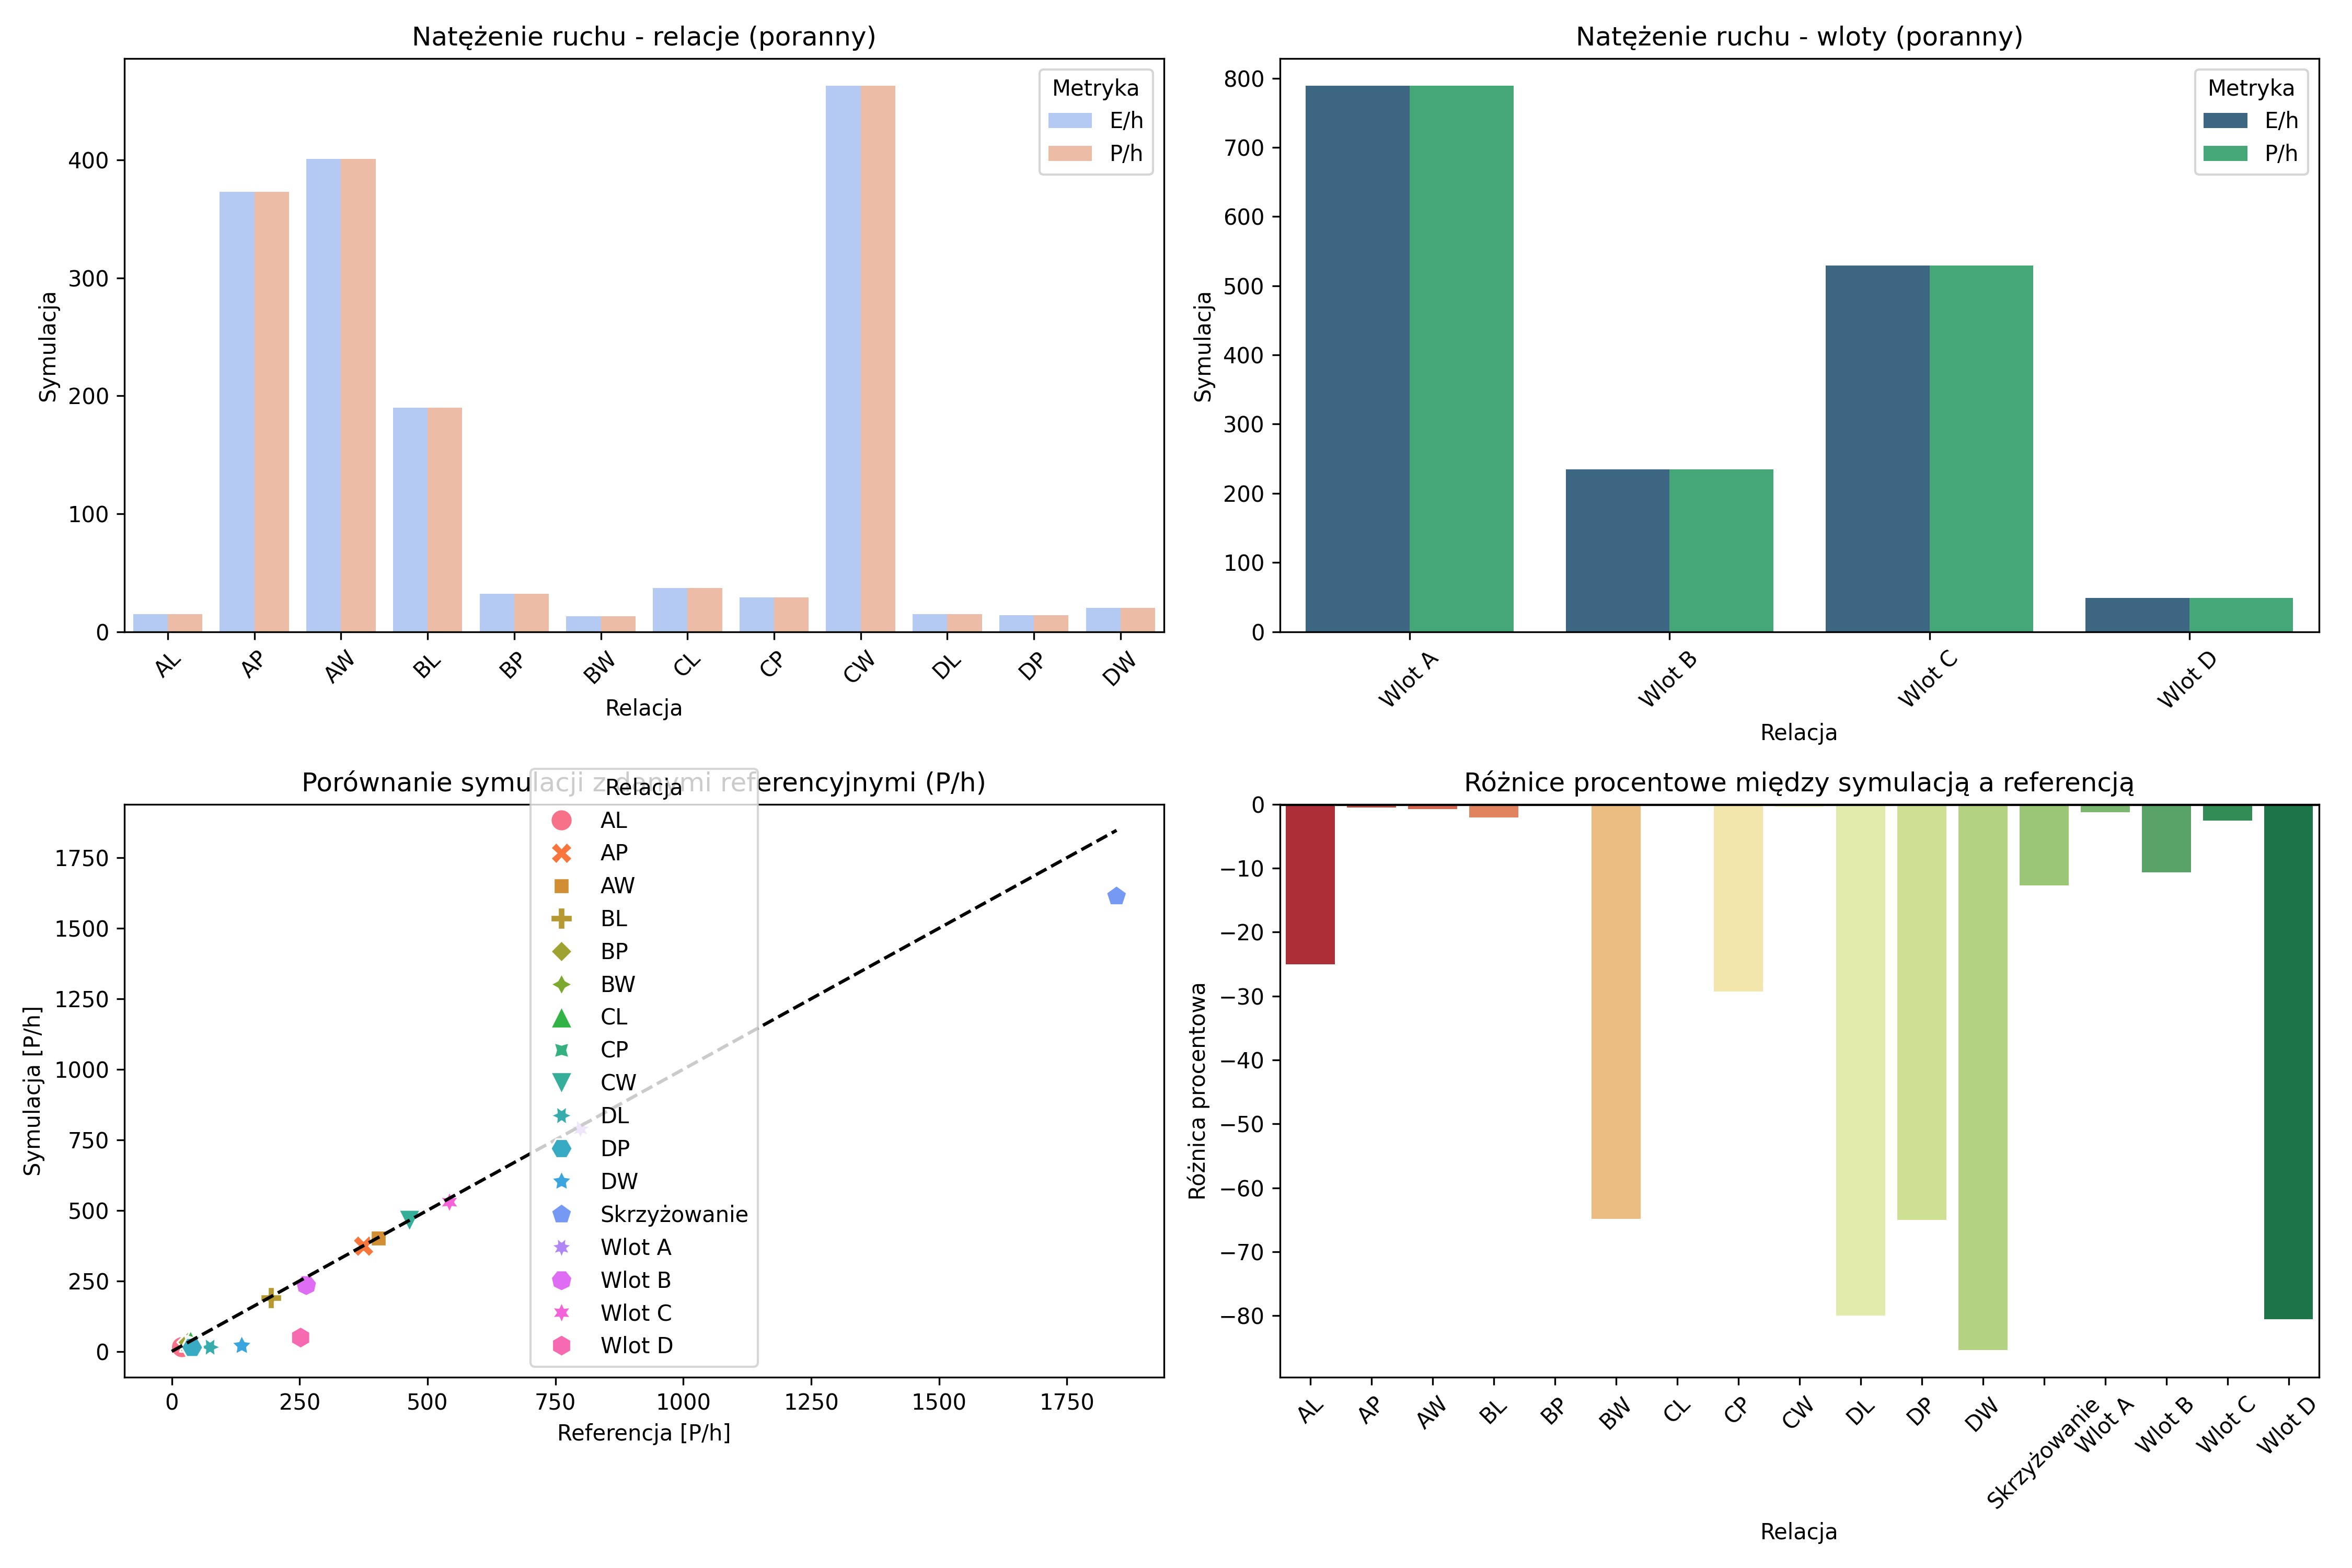 Natężenie ruchu - relacje (poranny)
Symulacja
400
300
200
100
0
Metryka
E/h
P/h
AL
AP
AW
BL
BP
BW
CL
CP
CW
DL
DP
DW
Relacja
Natężenie ruchu - wloty (poranny)
Symulacja
800
700
600
500
400
300
200
100
0
Metryka
E/h
P/h
Wlot A
Wlot B
Wlot C
Wlot D
Relacja
Porównanie symulacji z danymi referencyjnymi (P/h)
Symulacja [P/h]
1750
1500
1250
1000
750
500
250
0
Relacja
AL
AP
AW
BL
BP
BW
CL
CP
CW
DL
DP
DW
Skrzyżowanie
Wlot A
Wlot B
Wlot C
Wlot D
0
250
500
750
1000
1250
1500
1750
Referencja [P/h]
Różnice procentowe między symulacją a referencją
Różnica procentowa
0
−10
−20
−30
−40
−50
−60
−70
−80
AL
AP
AW
BL
BP
BW
CL
CP
CW
DL
DP
DW
Skrzyżowanie
Wlot A
Wlot B
Wlot C
Wlot D
Relacja